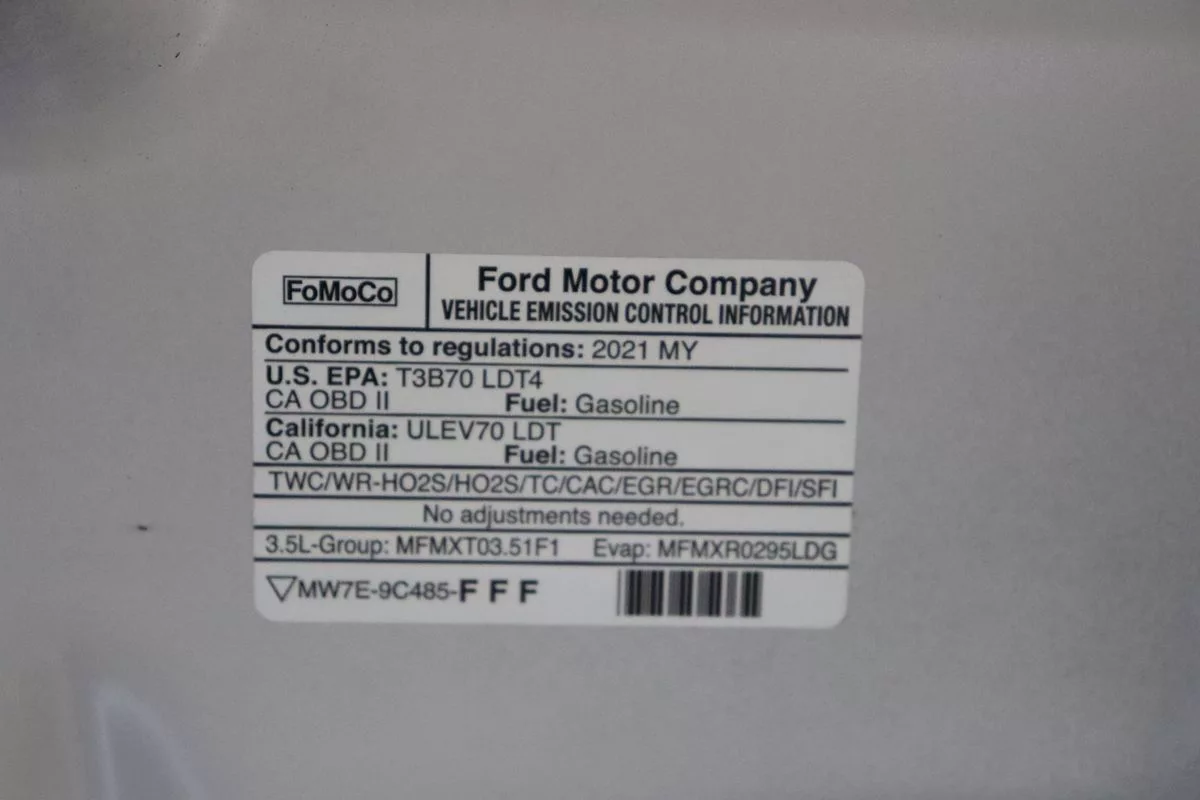 FoMoCo
Ford Motor Company
VEHICLE EMISSION CONTROL INFORMATION
Conforms to regulations: 2021 MY
U.S. EPA: T3B70 LDT4
CA OBD II Fuel: Gasoline
California: ULEV70 LDT
CA OBD II Fuel: Gasoline
TWC/WR-HO2S/HO2S/TC/CAC/EGR/EGRC/DFI/SFI
No adjustments needed.
3.5L-Group: MFMXT03.51F1 Evap: MFMXR0295LDG
MW7E-9C485-F F F